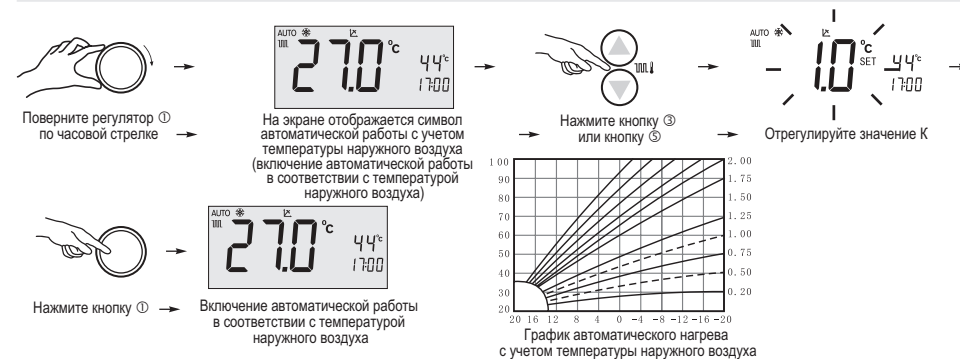 AUTO
27.0 °C
44°c
17:00
Поверните регулятор ①
по часовой стрелке
На экране отображается символ
автоматической работы с учетом
температуры наружного воздуха
(включение автоматической работы
в соответствии с температурой
наружного воздуха)
Нажмите кнопку ③
или кнопку ⑤
AUTO
1.0 °C
SET
44°c
17:00
Отрегулируйте значение К
Нажмите кнопку ①
AUTO
27.0 °C
44°c
17:00
Включение автоматической работы
в соответствии с температурой
наружного воздуха
100
90
80
70
60
50
40
30
20
20 16 12 8 4 0 -4 -8 -12 -16 -20
2.00
1.75
1.50
1.25
1.00
0.75
0.50
0.20
График автоматического нагрева
с учетом температуры наружного воздуха